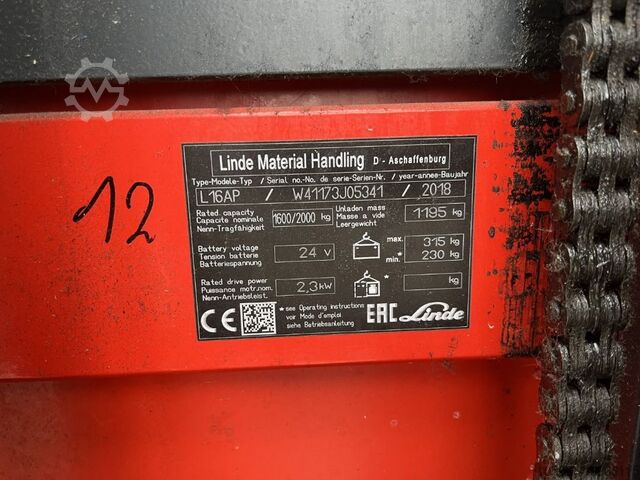 12
Linde Material Handling D - Aschaffenburg
Type-Modele-Typ / Serial no.-No. de serie-Serien-Nr. / year-annee-Baujahr
L16AP / W41173J05341 / 2018
Rated capacity
Capacite nominale
Nenn-Tragfähigkeit
1600/2000 kg
Unladen mass
Masse a vide
Leergewicht
1195 kg
Battery voltage
Tension batterie
Batteriespannung
24 V
max. 315 kg
min.* 230 kg
Rated drive power
Puissance motr.nom.
Nenn-Antriebsleist.
2,3 kW
kg
CE
*see Operating instructions
voir Mode d'emploi
siehe Betriebsanleitung
EAC Linde